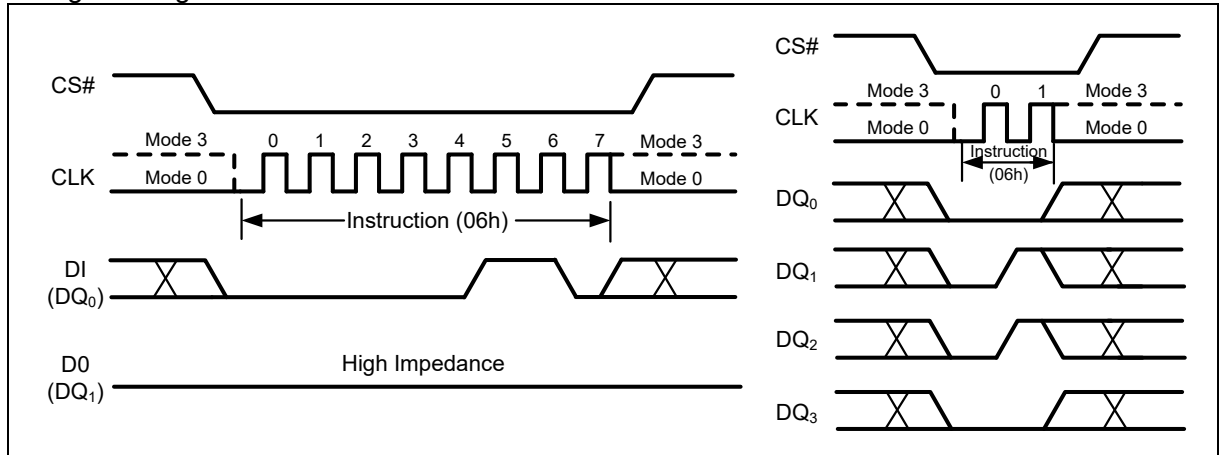 CS#
Mode 3 0 1 2 3 4 5 6 7 Mode 3
CLK
Mode 0 Mode 0
Instruction (06h)
DI
(DQ0)
D0
(DQ1)
High Impedance
CS#
Mode 3 0 1 Mode 3
CLK
Mode 0 Mode 0
Instruction
(06h)
DQ0
DQ1
DQ2
DQ3